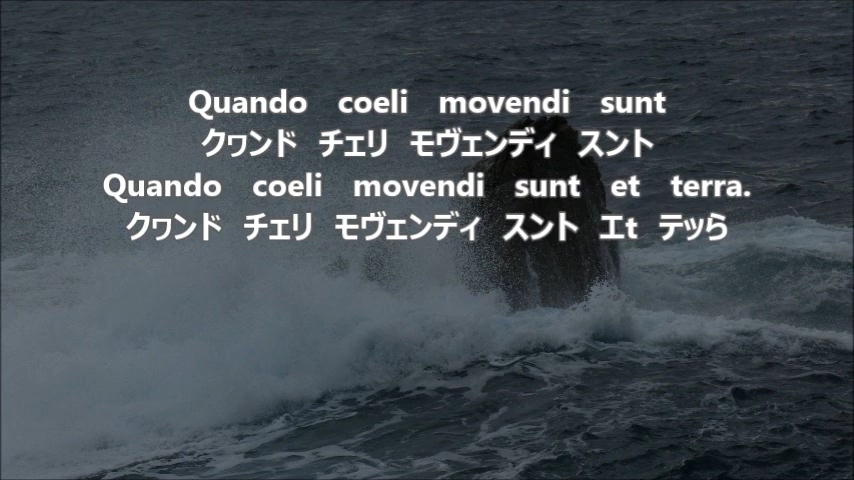 Quando coeli movendi sunt
クヮンド チェリ モヴェンディ スント
Quando coeli movendi sunt et terra.
クヮンド チェリ モヴェンディ スント エt テッら